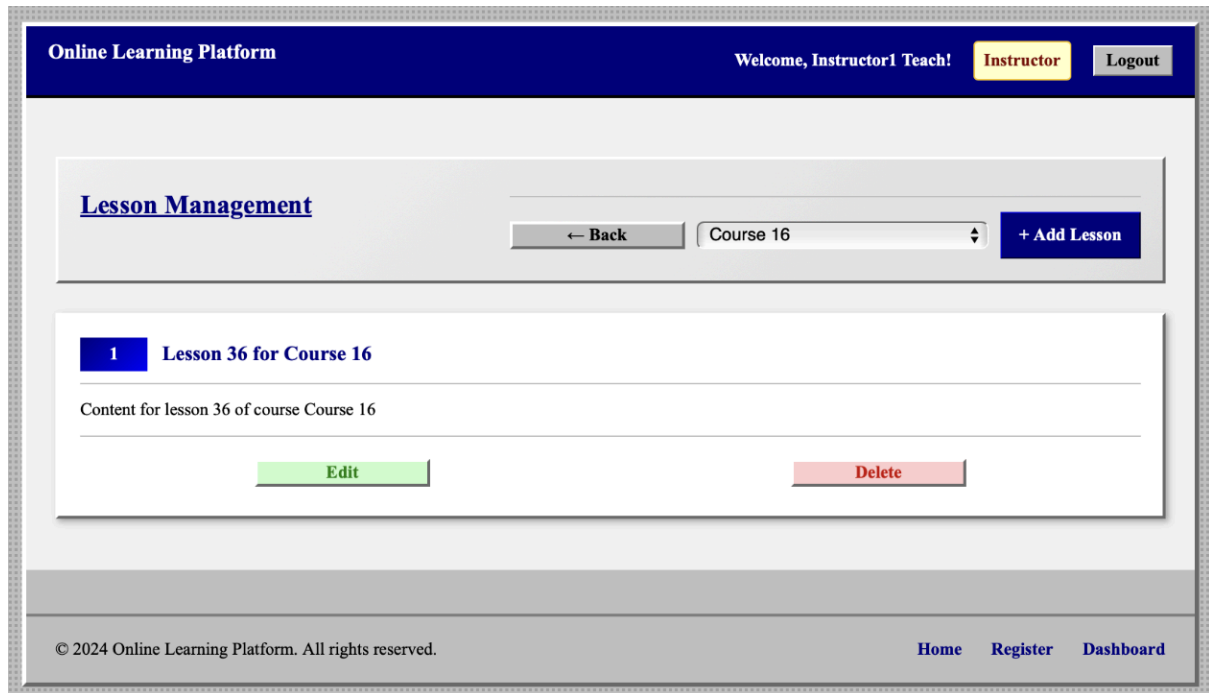 Online Learning Platform
Welcome, Instructor1 Teach!
Instructor
Logout
Lesson Management
← Back
Course 16
+ Add Lesson
1
Lesson 36 for Course 16
Content for lesson 36 of course Course 16
Edit
Delete
© 2024 Online Learning Platform. All rights reserved.
Home
Register
Dashboard